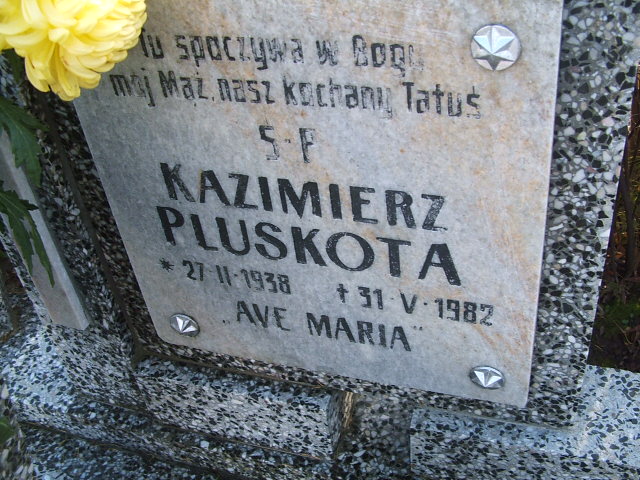 Tu spoczywa w Bogu
mój Mąż, nasz kochany Tatuś
Ś-P
KAZIMIERZ
PLUSKOTA
* 27·II·1938 † 31·V·1982
"AVE MARIA"